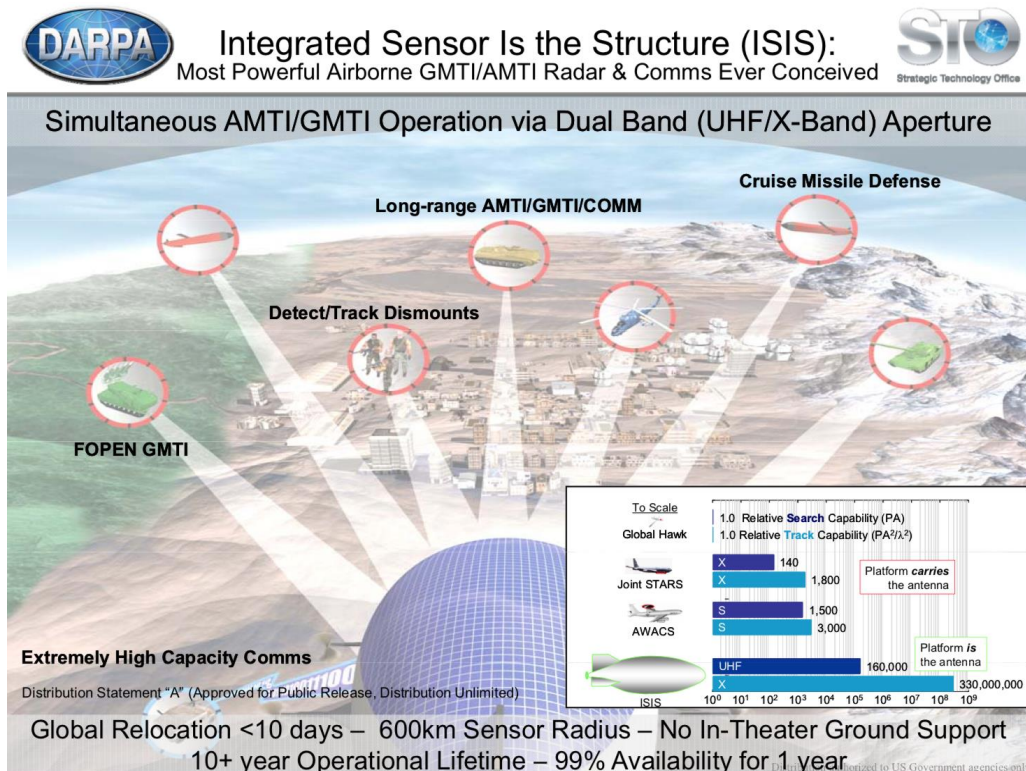 DARPA
Integrated Sensor Is the Structure (ISIS):
Most Powerful Airborne GMTI/AMTI Radar & Comms Ever Conceived
STO
Strategic Technology Office
Simultaneous AMTI/GMTI Operation via Dual Band (UHF/X-Band) Aperture
Cruise Missile Defense
Long-range AMTI/GMTI/COMM
Detect/Track Dismounts
FOPEN GMTI
To Scale
Global Hawk
1.0 Relative Search Capability (PA)
1.0 Relative Track Capability (PA²/λ²)
Joint STARS
X 140
X 1,800
Platform carries
the antenna
AWACS
S 1,500
S 3,000
Platform is
the antenna
ISIS
UHF 160,000
X 330,000,000
10⁰ 10¹ 10² 10³ 10⁴ 10⁵ 10⁶ 10⁷ 10⁸ 10⁹
Extremely High Capacity Comms
Distribution Statement "A" (Approved for Public Release, Distribution Unlimited)
Global Relocation <10 days – 600km Sensor Radius – No In-Theater Ground Support
10+ year Operational Lifetime – 99% Availability for 1 year
authorized to US Government agencies